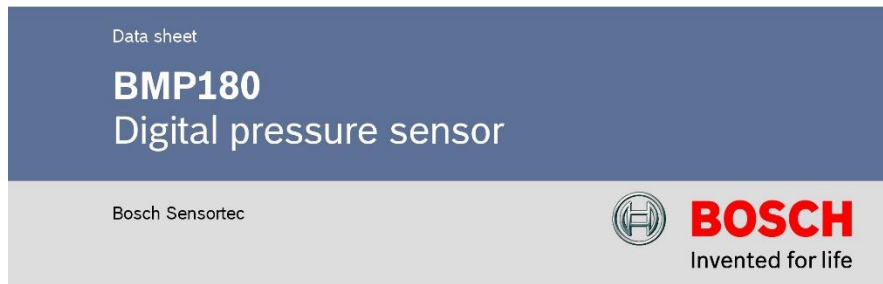 Data sheet
BMP180
Digital pressure sensor
Bosch Sensortec
BOSCH
Invented for life